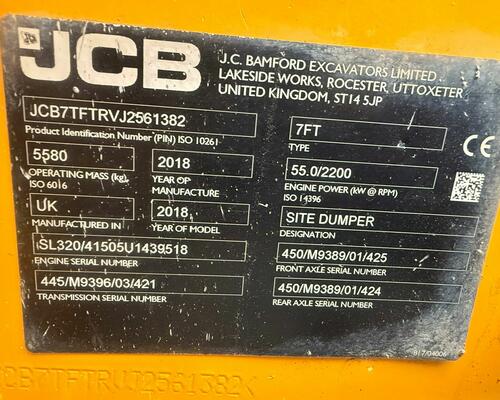 JCB
J.C. BAMFORD EXCAVATORS LIMITED
LAKESIDE WORKS, ROCESTER, UTTOXETER
UNITED KINGDOM, ST14 5JP
JCB7TFTRVJ2561382
Product Identification Number (PIN) ISO 10261
7FT
TYPE
CE
5580
OPERATING MASS (kg)
ISO 6016
2018
YEAR OF
MANUFACTURE
55.0/2200
ENGINE POWER (kW @ RPM)
ISO 14396
UK
MANUFACTURED IN
2018
YEAR OF MODEL
SITE DUMPER
DESIGNATION
SL320/41505U1439518
ENGINE SERIAL NUMBER
450/M9389/01/425
FRONT AXLE SERIAL NUMBER
445/M9396/03/421
TRANSMISSION SERIAL NUMBER
450/M9389/01/424
REAR AXLE SERIAL NUMBER
817/04006
JCB7TFTRVJ2561382